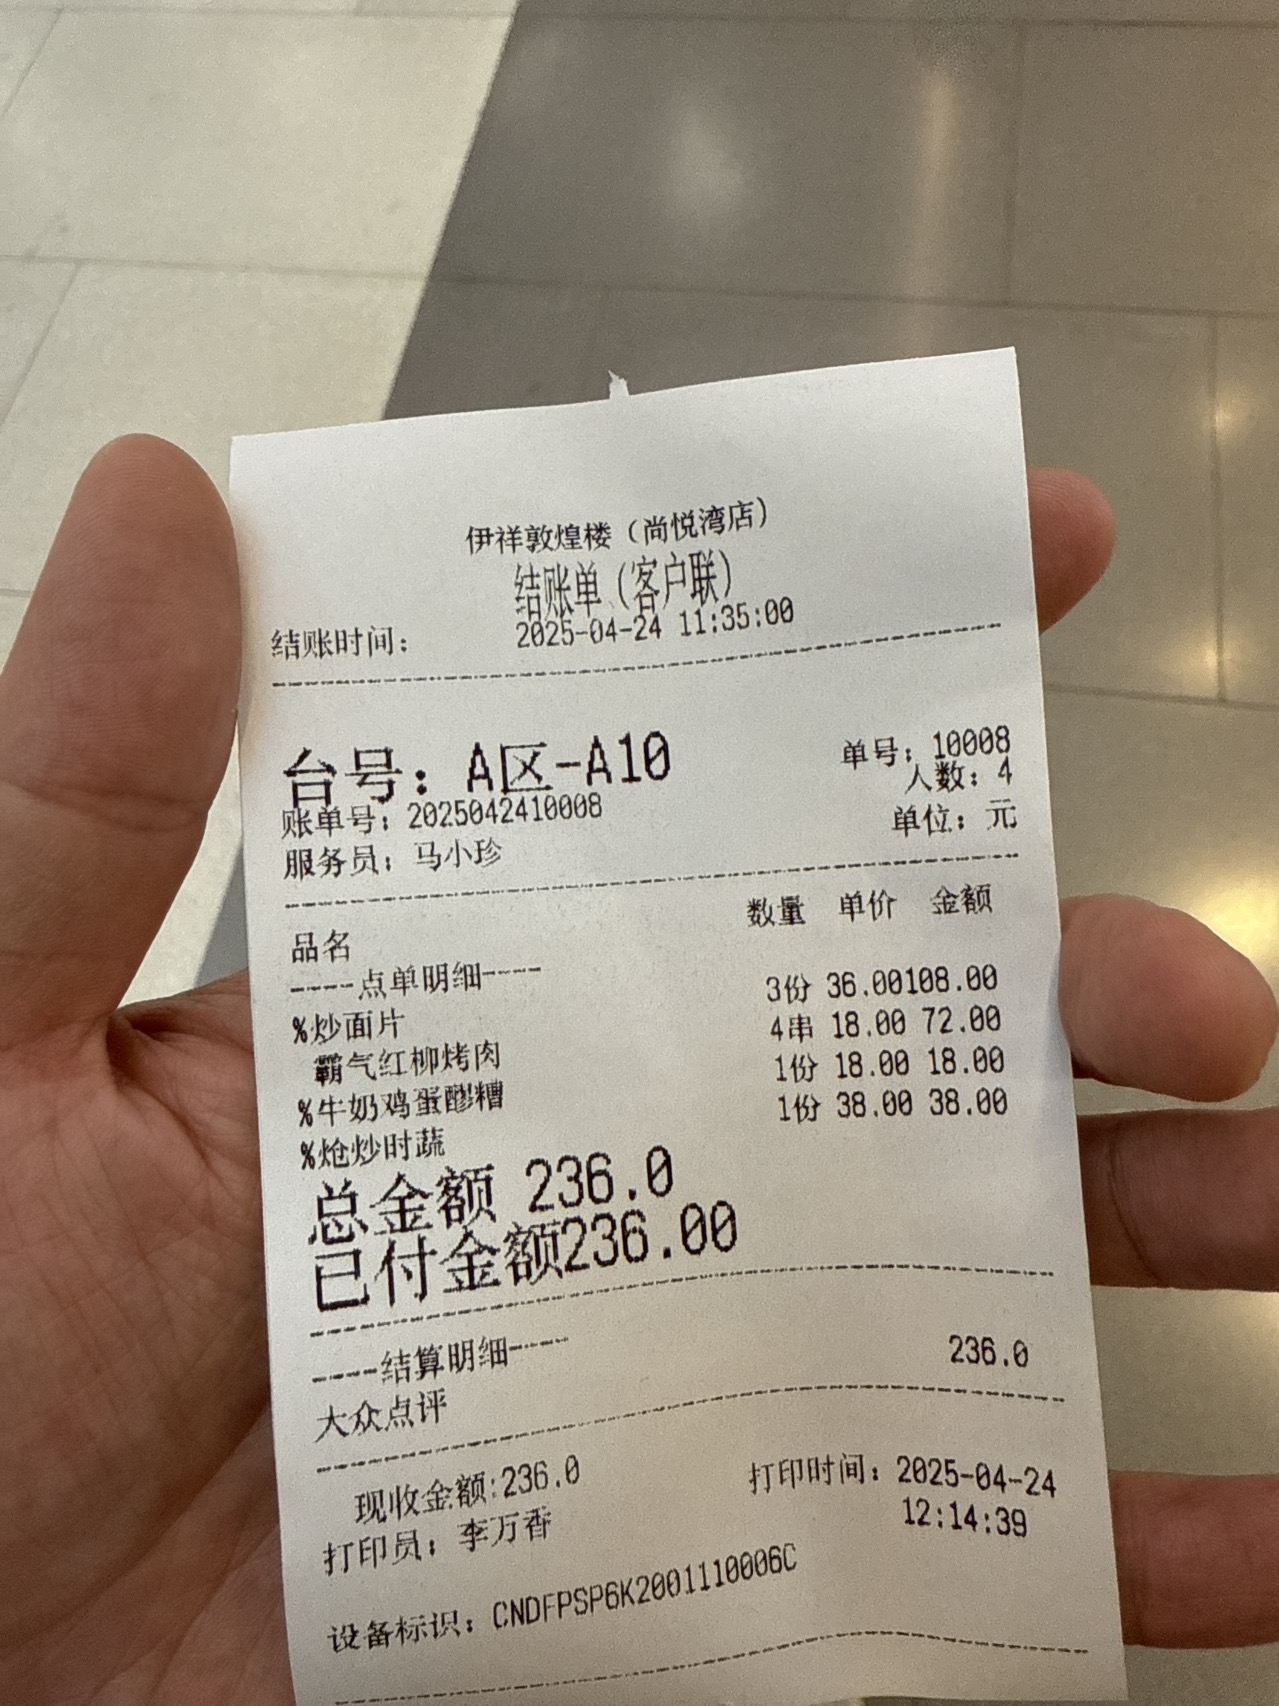 伊祥敦煌楼（尚悦湾店）
结账单（客户联）
结账时间： 2025-04-24 11:35:00
台号：A区-A10 单号：10008
人数：4
账单号：2025042410008 单位：元
服务员：马小珍
数量 单价 金额
品名
----点单明细----
3份 36.00108.00
%炒面片
4串 18.00 72.00
霸气红柳烤肉
1份 18.00 18.00
%牛奶鸡蛋醪糟
1份 38.00 38.00
%炝炒时蔬
总金额 236.0
已付金额236.00
----结算明细----
236.0
大众点评
现收金额:236.0 打印时间：2025-04-24
12:14:39
打印员：李万香
设备标识：CNDFPSP6K2001110006C